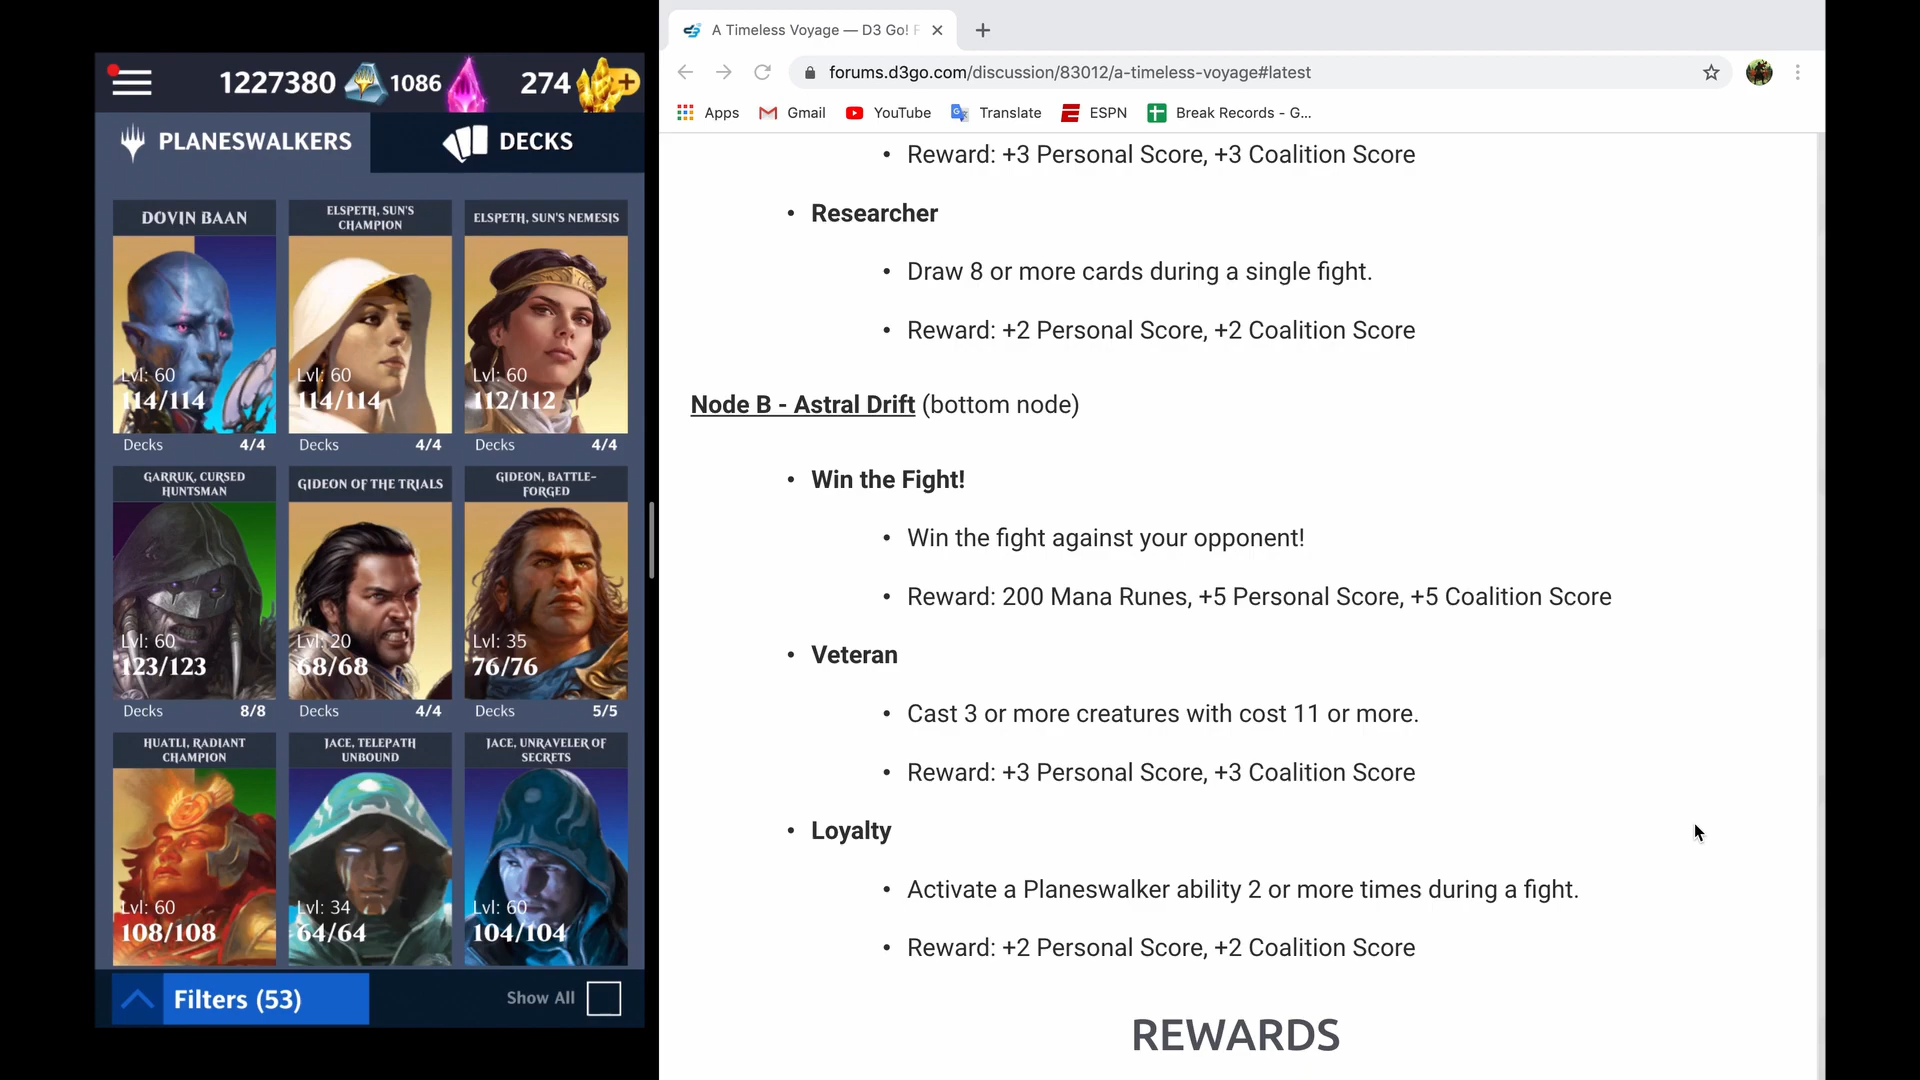 1227380
1086
274
PLANESWALKERS
DECKS
DOVIN BAAN
Lvl: 60
114/114
Decks 4/4
ELSPETH, SUN'S
CHAMPION
Lvl: 60
114/114
Decks 4/4
ELSPETH, SUN'S NEMESIS
Lvl: 60
112/112
Decks 4/4
GARRUK, CURSED
HUNTSMAN
Lvl: 60
123/123
Decks 8/8
GIDEON OF THE TRIALS
Lvl: 20
68/68
Decks 4/4
GIDEON, BATTLE-
FORGED
Lvl: 35
76/76
Decks 5/5
HUATLI, RADIANT
CHAMPION
Lvl: 60
108/108
JACE, TELEPATH
UNBOUND
Lvl: 34
64/64
JACE, UNRAVELER OF
SECRETS
Lvl: 60
104/104
Filters (53)
Show All
A Timeless Voyage — D3 Go! F
forums.d3go.com/discussion/83012/a-timeless-voyage#latest
Apps Gmail YouTube Translate ESPN Break Records - G...
• Reward: +3 Personal Score, +3 Coalition Score
• Researcher
• Draw 8 or more cards during a single fight.
• Reward: +2 Personal Score, +2 Coalition Score
Node B - Astral Drift (bottom node)
• Win the Fight!
• Win the fight against your opponent!
• Reward: 200 Mana Runes, +5 Personal Score, +5 Coalition Score
• Veteran
• Cast 3 or more creatures with cost 11 or more.
• Reward: +3 Personal Score, +3 Coalition Score
• Loyalty
• Activate a Planeswalker ability 2 or more times during a fight.
• Reward: +2 Personal Score, +2 Coalition Score
REWARDS